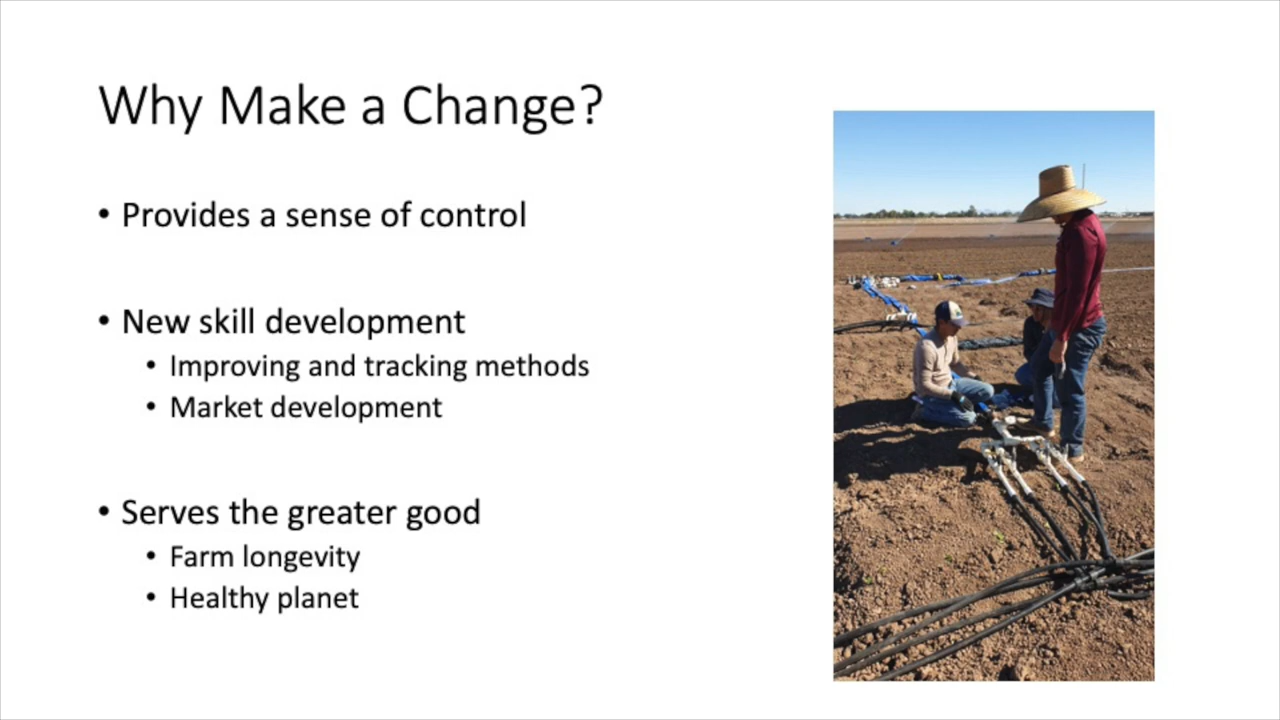 Why Make a Change?
• Provides a sense of control
• New skill development
• Improving and tracking methods
• Market development
• Serves the greater good
• Farm longevity
• Healthy planet